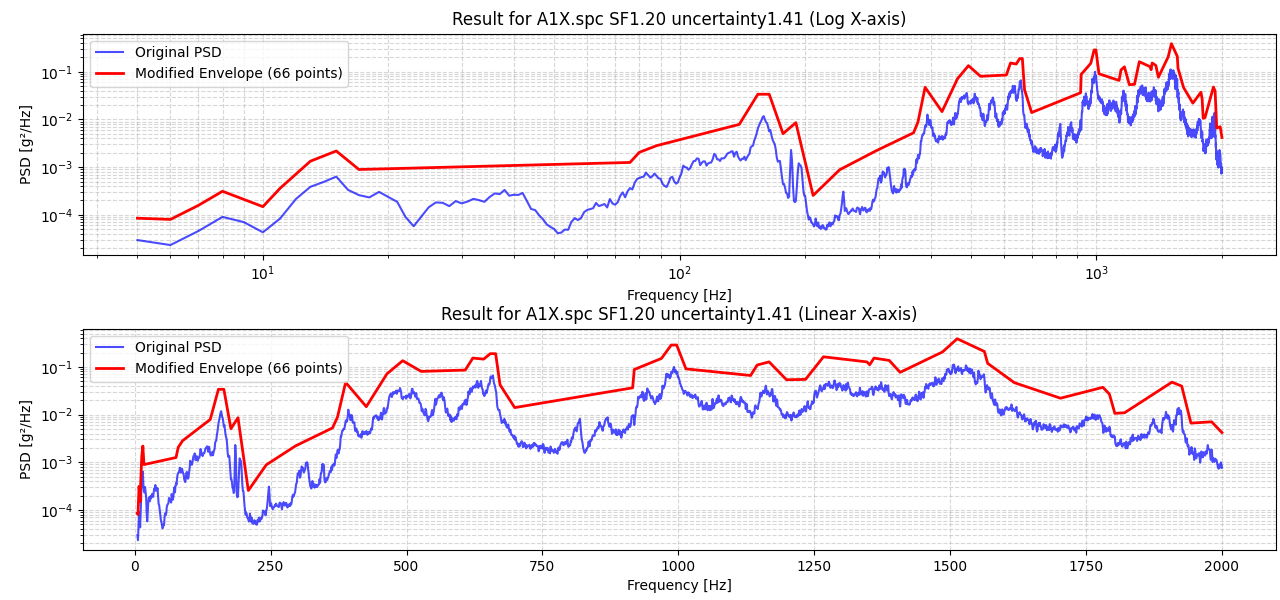 Result for A1X.spc SF1.20 uncertainty1.41 (Log X-axis)
Original PSD
Modified Envelope (66 points)
PSD [g²/Hz]
10⁻¹
10⁻²
10⁻³
10⁻⁴
10¹ 10² 10³
Frequency [Hz]
Result for A1X.spc SF1.20 uncertainty1.41 (Linear X-axis)
Original PSD
Modified Envelope (66 points)
PSD [g²/Hz]
10⁻¹
10⁻²
10⁻³
10⁻⁴
0 250 500 750 1000 1250 1500 1750 2000
Frequency [Hz]